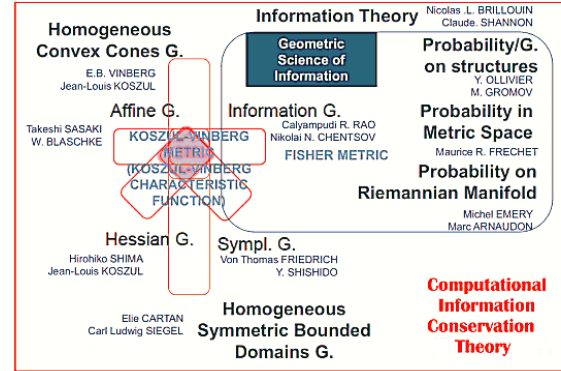 Information Theory
Nicolas .L. BRILLOUIN
Claude. SHANNON
Homogeneous
Convex Cones G.
E.B. VINBERG
Jean-Louis KOSZUL
Geometric
Science of
Information
Probability/G.
on structures
Y. OLLIVIER
M. GROMOV
Affine G.
Takeshi SASAKI
W. BLASCHKE
Information G.
Calyampudi R. RAO
Nikolai N. CHENTSOV
FISHER METRIC
Probability in
Metric Space
Maurice R. FRECHET
KOSZUL-VINBERG
METRIC
(KOSZUL-VINBERG
CHARACTERISTIC
FUNCTION)
Probability on
Riemannian Manifold
Michel EMERY
Marc ARNAUDON
Hessian G.
Hirohiko SHIMA
Jean-Louis KOSZUL
Sympl. G.
Von Thomas FRIEDRICH
Y. SHISHIDO
Elie CARTAN
Carl Ludwig SIEGEL
Homogeneous
Symmetric Bounded
Domains G.
Computational
Information
Conservation
Theory